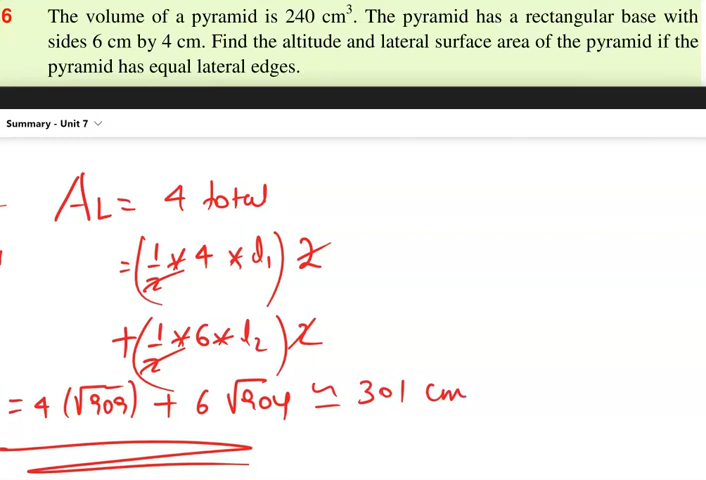 6 The volume of a pyramid is 240 cm³. The pyramid has a rectangular base with
sides 6 cm by 4 cm. Find the altitude and lateral surface area of the pyramid if the
pyramid has equal lateral edges.
Summary - Unit 7
A_L = 4 total
= (1/2 * 4 * l₁) 2
+ (1/2 * 6 * l₂) 2
= 4 (√909) + 6 √904 ≃ 301 cm